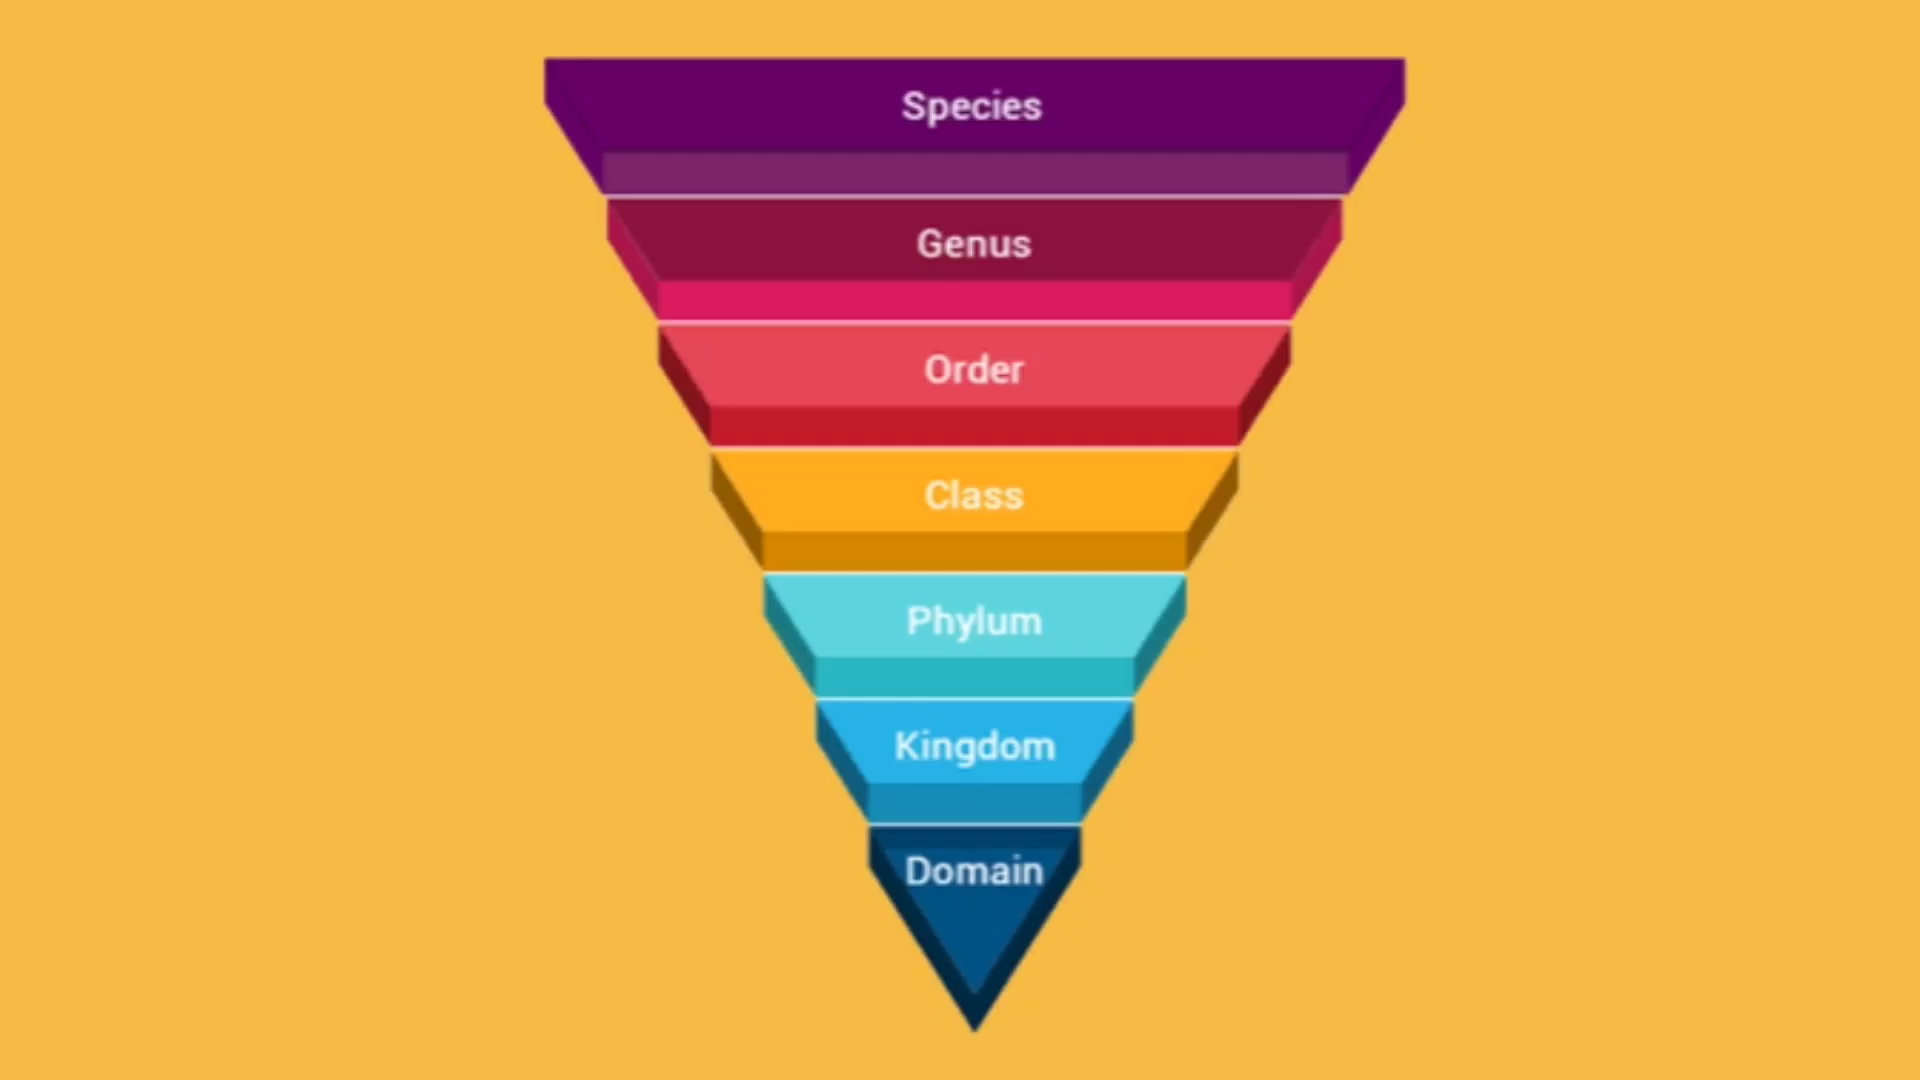 Species
Genus
Order
Class
Phylum
Kingdom
Domain